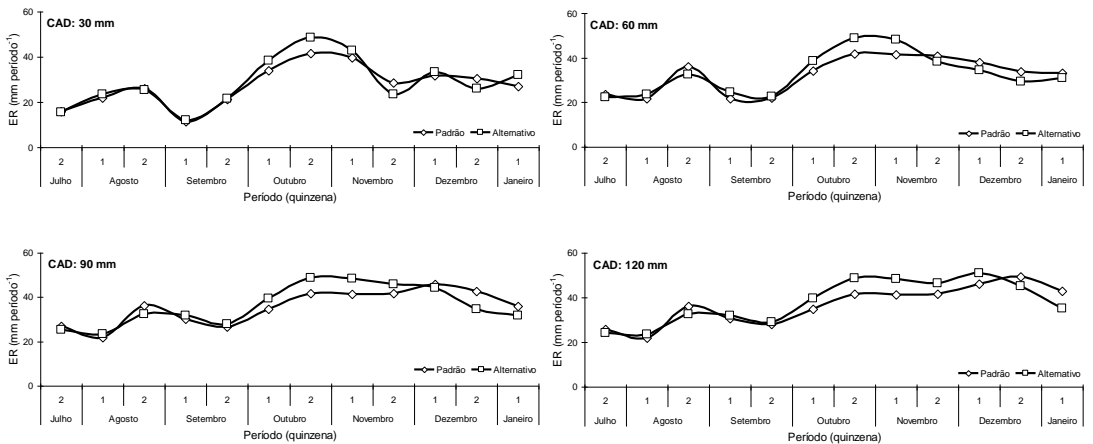 CAD: 30 mm
ER (mm período-1)
60
40
20
0
Padrão Alternativo
2 1 2 1 2 1 2 1 2 1 2 1
Julho Agosto Setembro Outubro Novembro Dezembro Janeiro
Período (quinzena)
CAD: 60 mm
ER (mm período-1)
60
40
20
0
Padrão Alternativo
2 1 2 1 2 1 2 1 2 1 2 1
Julho Agosto Setembro Outubro Novembro Dezembro Janeiro
Período (quinzena)
CAD: 90 mm
ER (mm período-1)
60
40
20
0
Padrão Alternativo
2 1 2 1 2 1 2 1 2 1 2 1
Julho Agosto Setembro Outubro Novembro Dezembro Janeiro
Período (quinzena)
CAD: 120 mm
ER (mm período-1)
60
40
20
0
Padrão Alternativo
2 1 2 1 2 1 2 1 2 1 2 1
Julho Agosto Setembro Outubro Novembro Dezembro Janeiro
Período (quinzena)